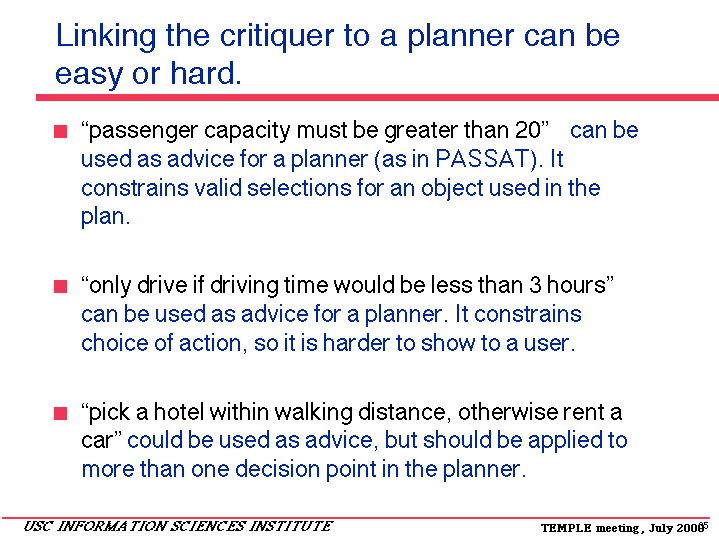 Linking the critiquer to a planner can be
easy or hard.
“passenger capacity must be greater than 20” can be
used as advice for a planner (as in PASSAT). It
constrains valid selections for an object used in the
plan.
“only drive if driving time would be less than 3 hours”
can be used as advice for a planner. It constrains
choice of action, so it is harder to show to a user.
“pick a hotel within walking distance, otherwise rent a
car” could be used as advice, but should be applied to
more than one decision point in the planner.
USC INFORMATION SCIENCES INSTITUTE
TEMPLE meeting, July 2000